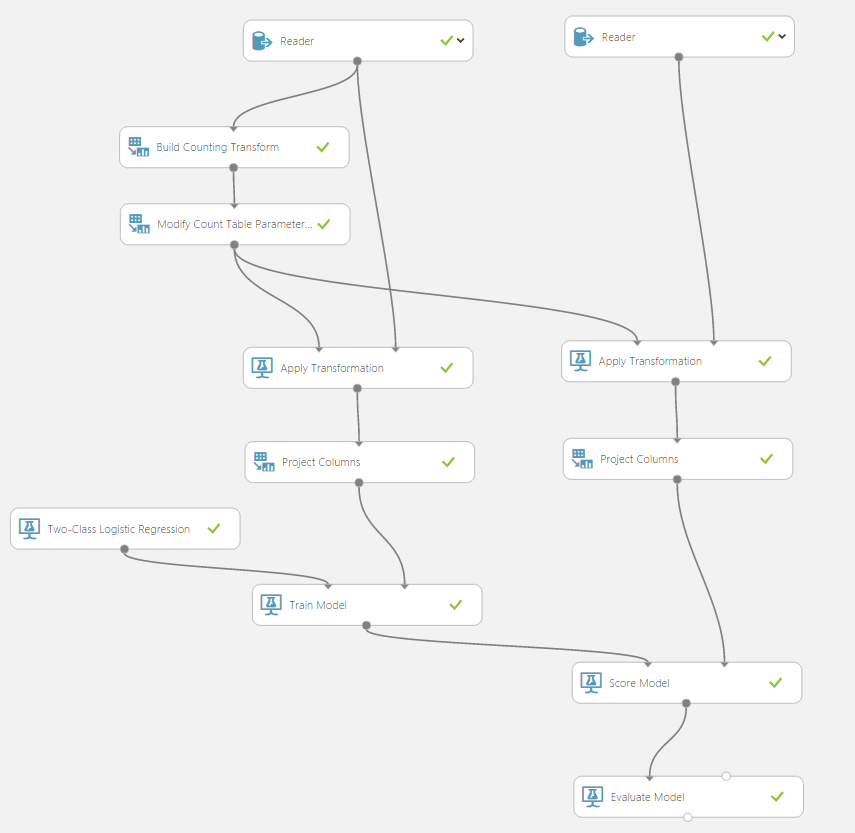 Reader
Reader
Build Counting Transform
Modify Count Table Parameter...
Apply Transformation
Apply Transformation
Project Columns
Project Columns
Two-Class Logistic Regression
Train Model
Score Model
Evaluate Model